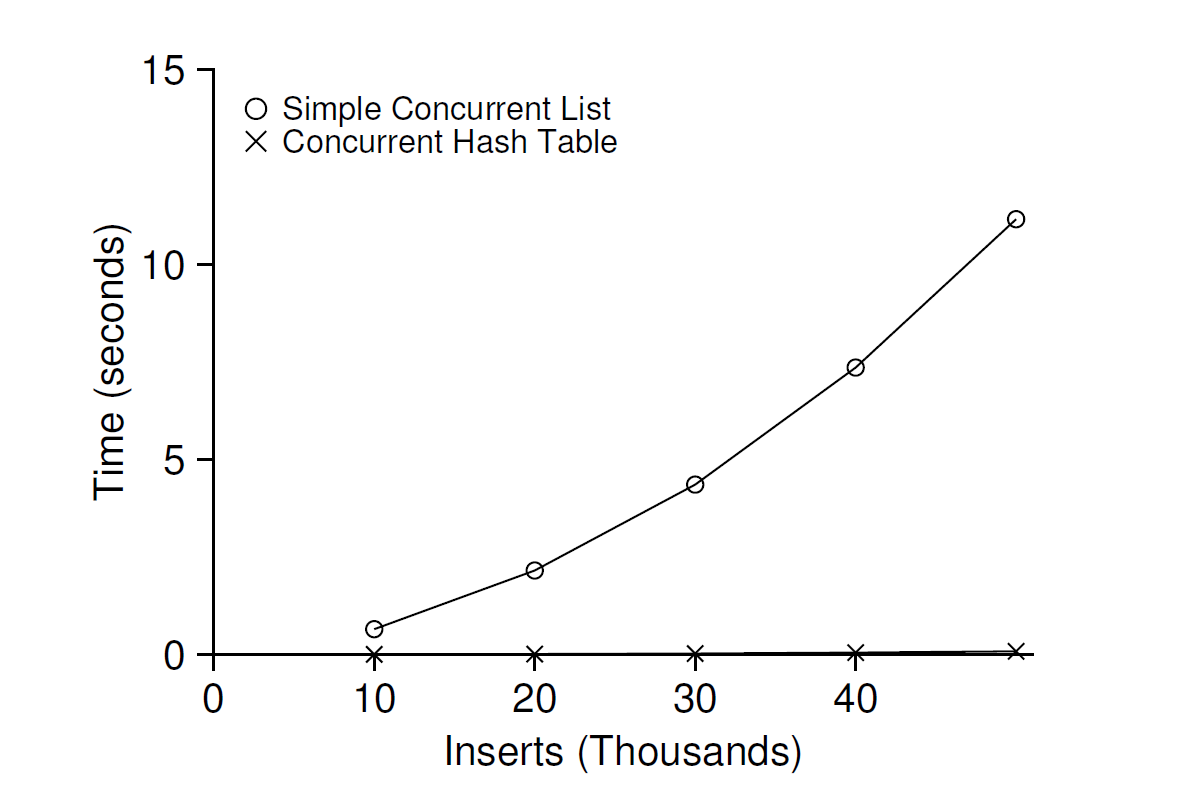 15
Simple Concurrent List
Concurrent Hash Table
10
5
0
Time (seconds)
0 10 20 30 40
Inserts (Thousands)